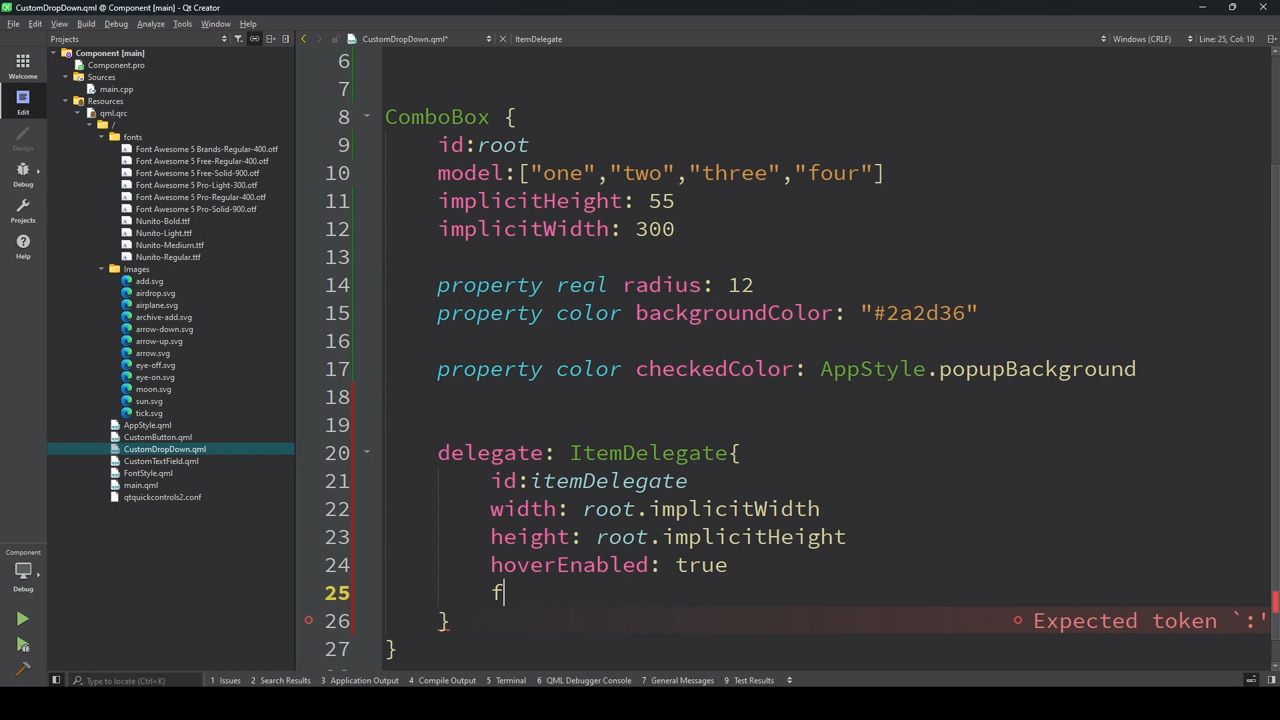 CustomDropDown.qml @ Component [main] - Qt Creator
File Edit View Build Debug Analyze Tools Window Help
Projects
CustomDropDown.qml* ItemDelegate Windows (CRLF) Line: 25, Col: 10
Welcome
Edit
Design
Debug
Projects
Help
Component
Debug
Component [main]
Component.pro
Sources
main.cpp
Resources
qml.qrc
/
fonts
Font Awesome 5 Brands-Regular-400.otf
Font Awesome 5 Free-Regular-400.otf
Font Awesome 5 Free-Solid-900.otf
Font Awesome 5 Pro-Light-300.otf
Font Awesome 5 Pro-Regular-400.otf
Font Awesome 5 Pro-Solid-900.otf
Nunito-Bold.ttf
Nunito-Light.ttf
Nunito-Medium.ttf
Nunito-Regular.ttf
Images
add.svg
airdrop.svg
airplane.svg
archive-add.svg
arrow-down.svg
arrow-up.svg
arrow.svg
eye-off.svg
eye-on.svg
moon.svg
sun.svg
tick.svg
AppStyle.qml
CustomButton.qml
CustomDropDown.qml
CustomTextField.qml
FontStyle.qml
main.qml
qtquickcontrols2.conf
6
7
8 ComboBox {
9 id:root
10 model:["one","two","three","four"]
11 implicitHeight: 55
12 implicitWidth: 300
13
14 property real radius: 12
15 property color backgroundColor: "#2a2d36"
16
17 property color checkedColor: AppStyle.popupBackground
18
19
20 delegate: ItemDelegate{
21 id:itemDelegate
22 width: root.implicitWidth
23 height: root.implicitHeight
24 hoverEnabled: true
25 f
26 } Expected token `:'
27 }
Type to locate (Ctrl+K) 1 Issues 2 Search Results 3 Application Output 4 Compile Output 5 Terminal 6 QML Debugger Console 7 General Messages 9 Test Results